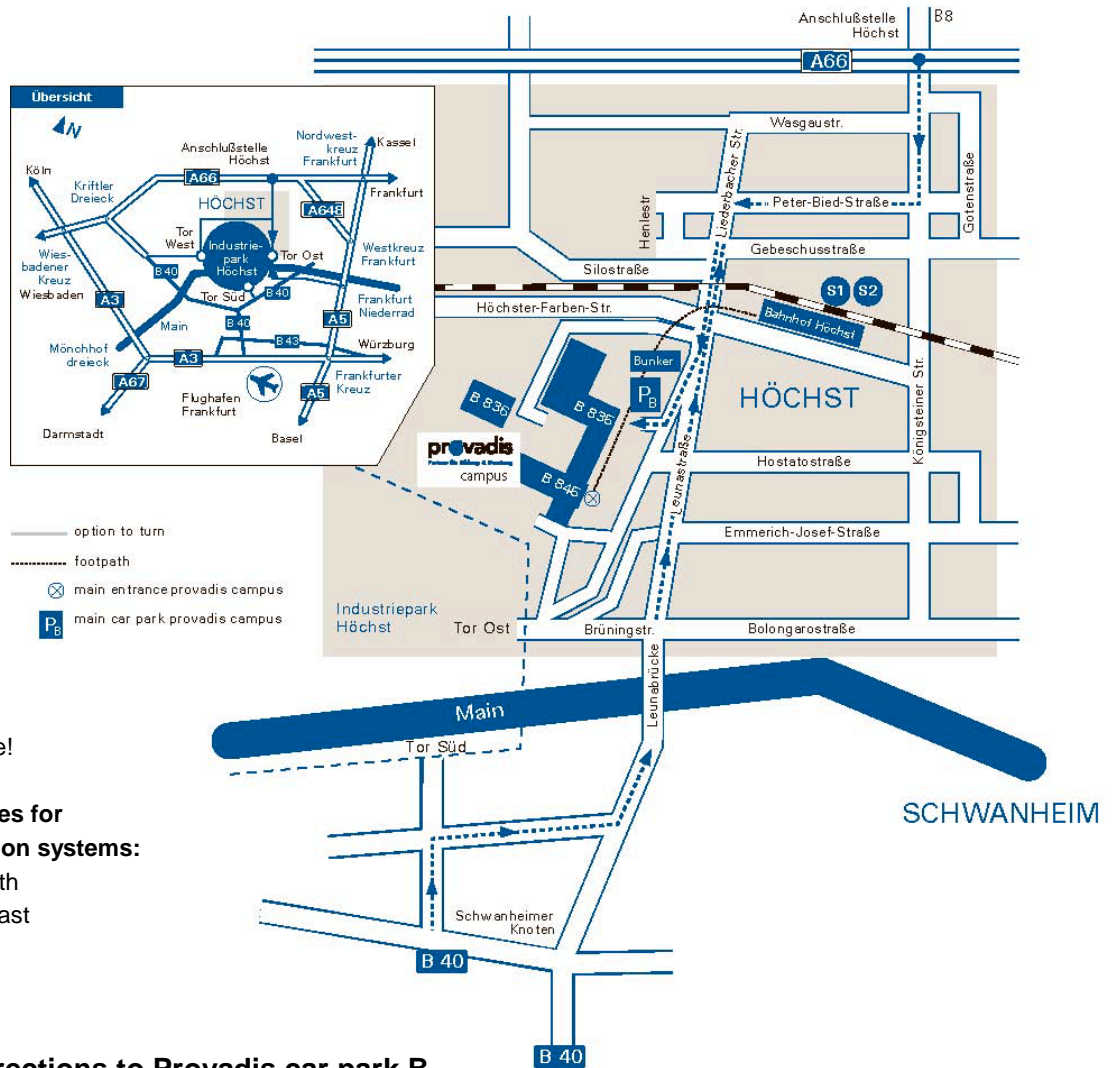 Anschlußstelle
Höchst
B8
A66
Übersicht
N
Köln
Kriftler
Dreieck
Anschlußstelle
Höchst
A66
HÖCHST
Nordwest-
kreuz
Frankfurt
Kassel
Frankfurt
A648
Tor
West
Industrie-
park
Höchst
Tor Ost
Westkreuz
Frankfurt
Wies-
badener
Kreuz
Wiesbaden
B 40
A3
Tor Süd
B 40
B 40
Frankfurt
Niederrad
A5
Main
Mönchhof
dreieck
A3
B 43
Würzburg
A67
Flughafen
Frankfurt
A5
Frankfurter
Kreuz
Darmstadt
Basel
Wasgaustr.
Liederbacher Str.
Henlestr
Peter-Bied-Straße
Gotenstraße
Gebeschusstraße
Silostraße
S1
S2
Höchster-Farben-Str.
Bahnhof Höchst
Bunker
PB
HÖCHST
Königsteiner Str.
B 836
B 836
provadis
campus
B 845
Leunastraße
Hostatostraße
Emmerich-Josef-Straße
option to turn
footpath
main entrance provadis campus
PB main car park provadis campus
Industriepark
Höchst
Tor Ost
Brüningstr.
Bolongarostraße
Leunabrücke
Main
Tor Süd
e!
SCHWANHEIM
es for
on systems:
th
ast
Schwanheimer
Knoten
B 40
B 40
rections to Provadis car park B